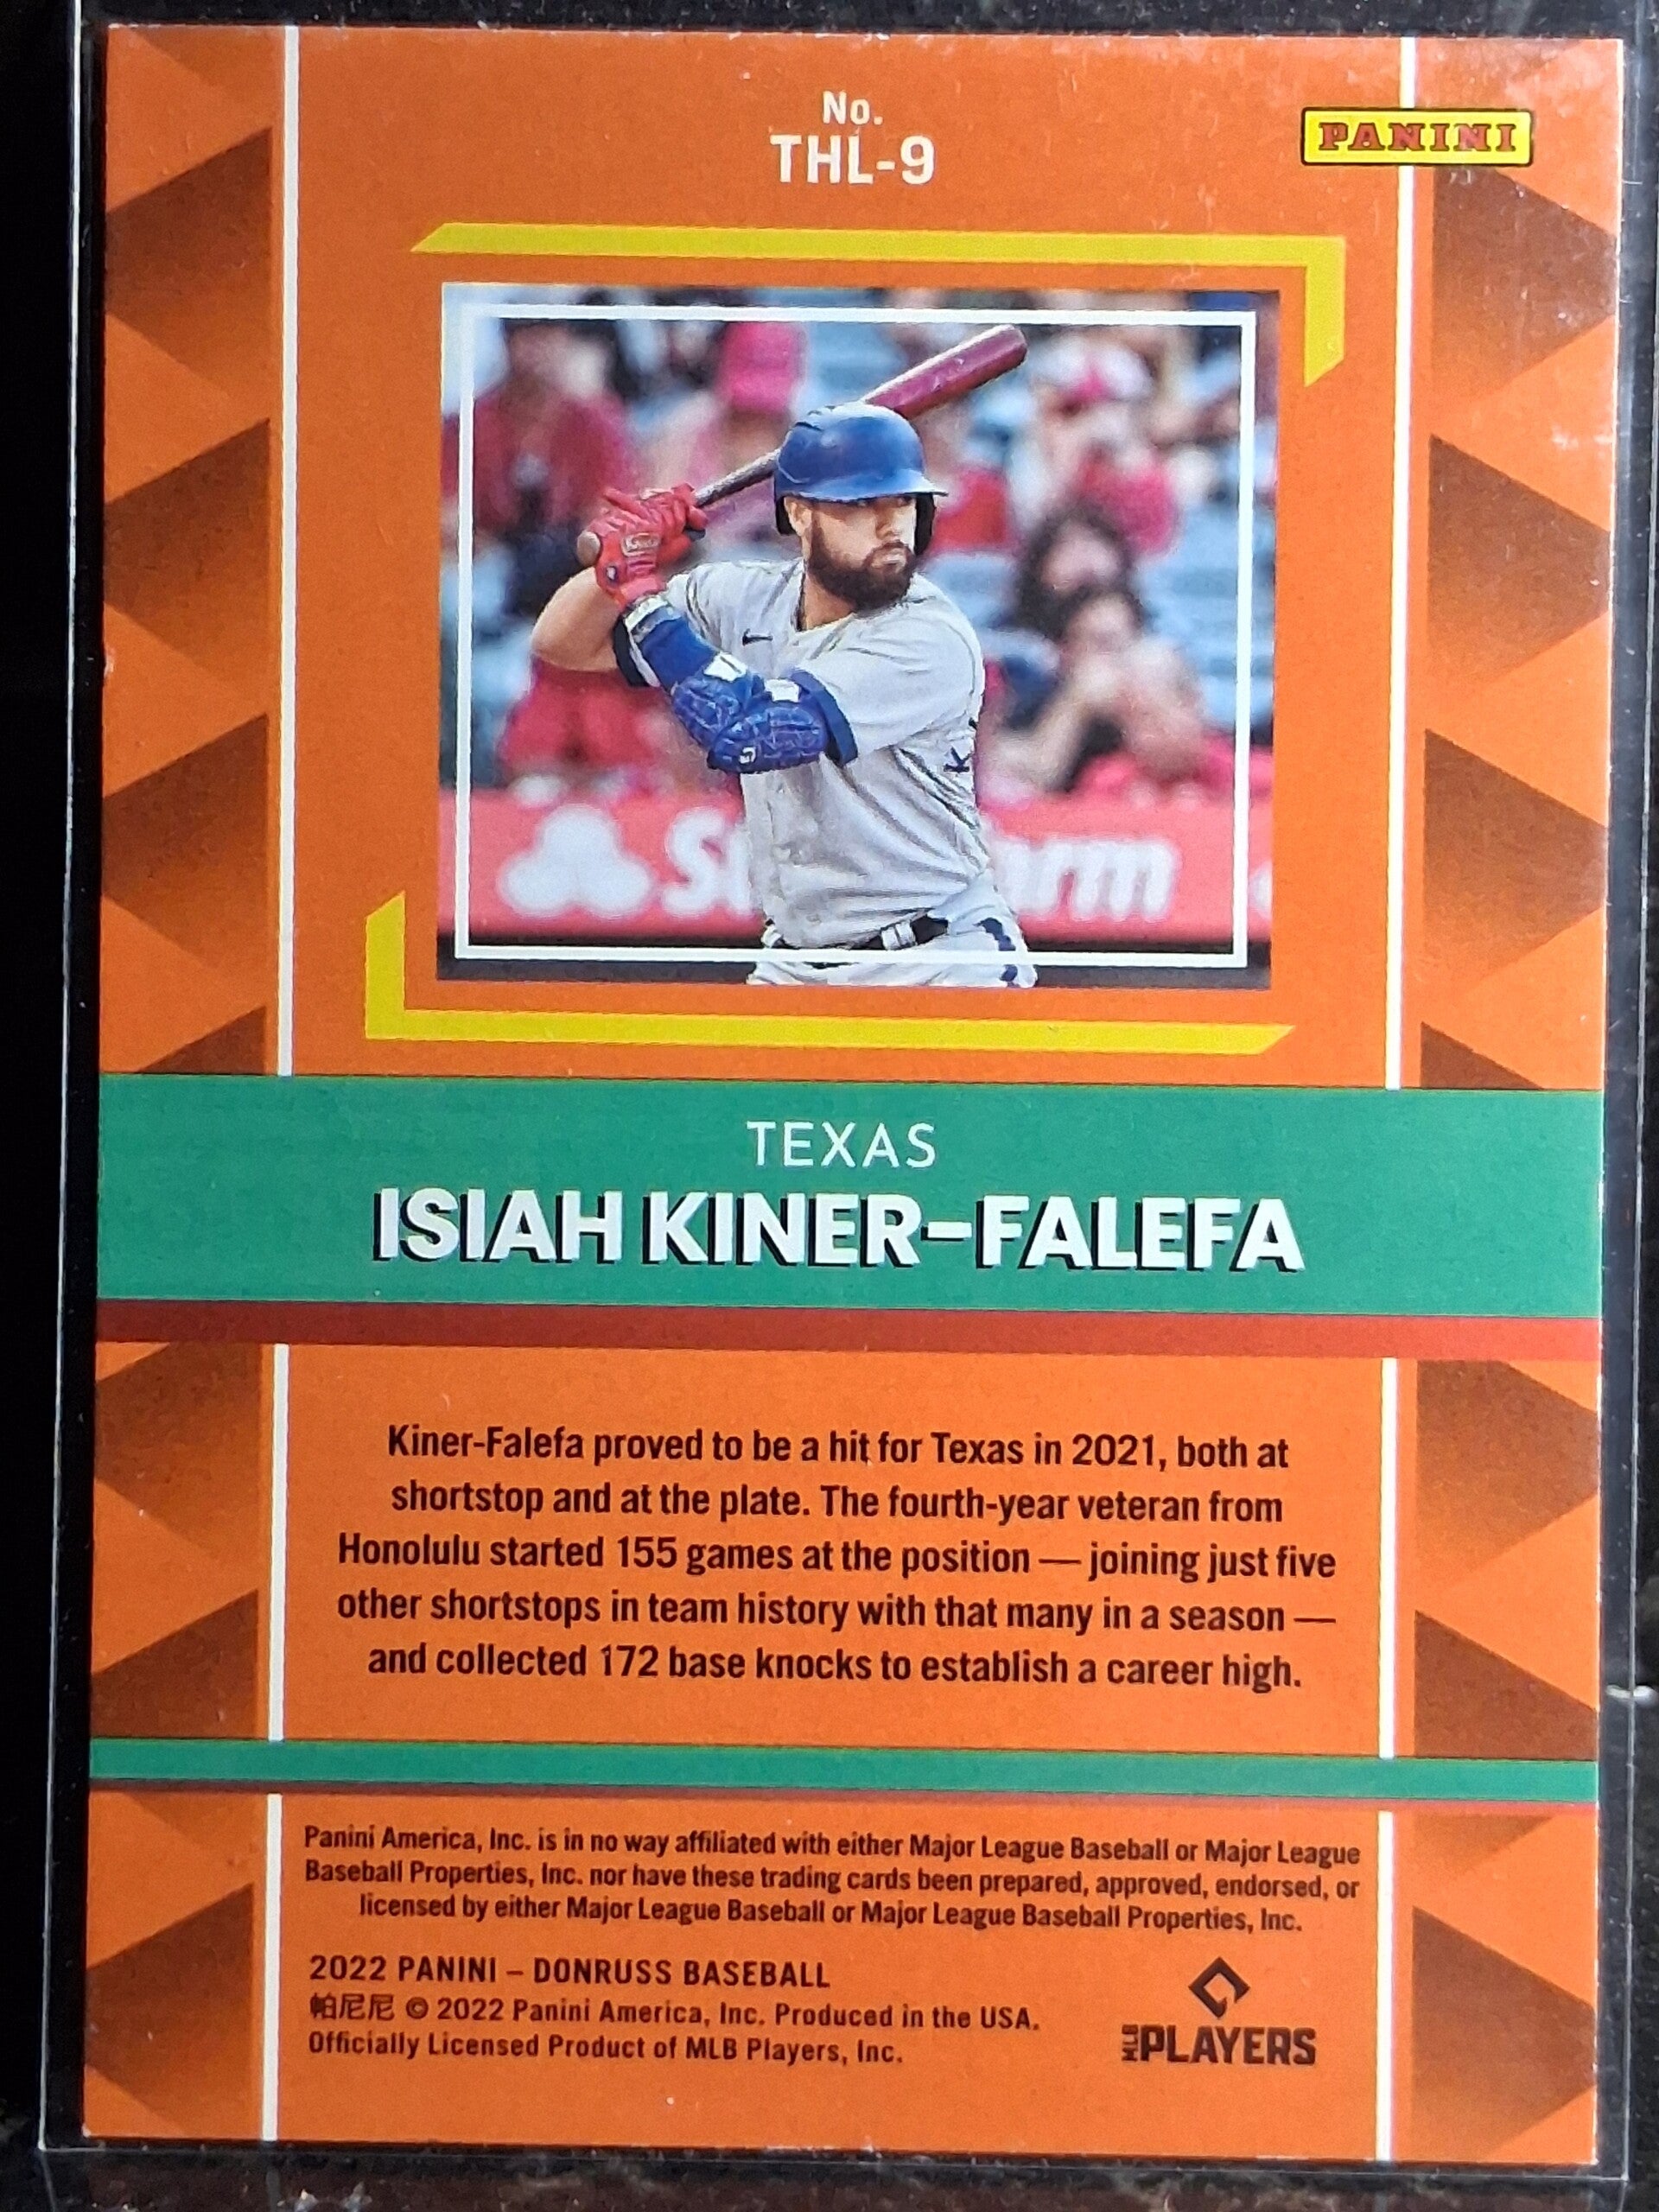 No.
THL-9
PANINI
TEXAS
ISIAH KINER-FALEFA
Kiner-Falefa proved to be a hit for Texas in 2021, both at
shortstop and at the plate. The fourth-year veteran from
Honolulu started 155 games at the position — joining just five
other shortstops in team history with that many in a season —
and collected 172 base knocks to establish a career high.
Panini America, Inc. is in no way affiliated with either Major League Baseball or Major League
Baseball Properties, Inc. nor have these trading cards been prepared, approved, endorsed, or
licensed by either Major League Baseball or Major League Baseball Properties, Inc.
2022 PANINI – DONRUSS BASEBALL
帕尼尼 © 2022 Panini America, Inc. Produced in the USA.
Officially Licensed Product of MLB Players, Inc.
MLB PLAYERS